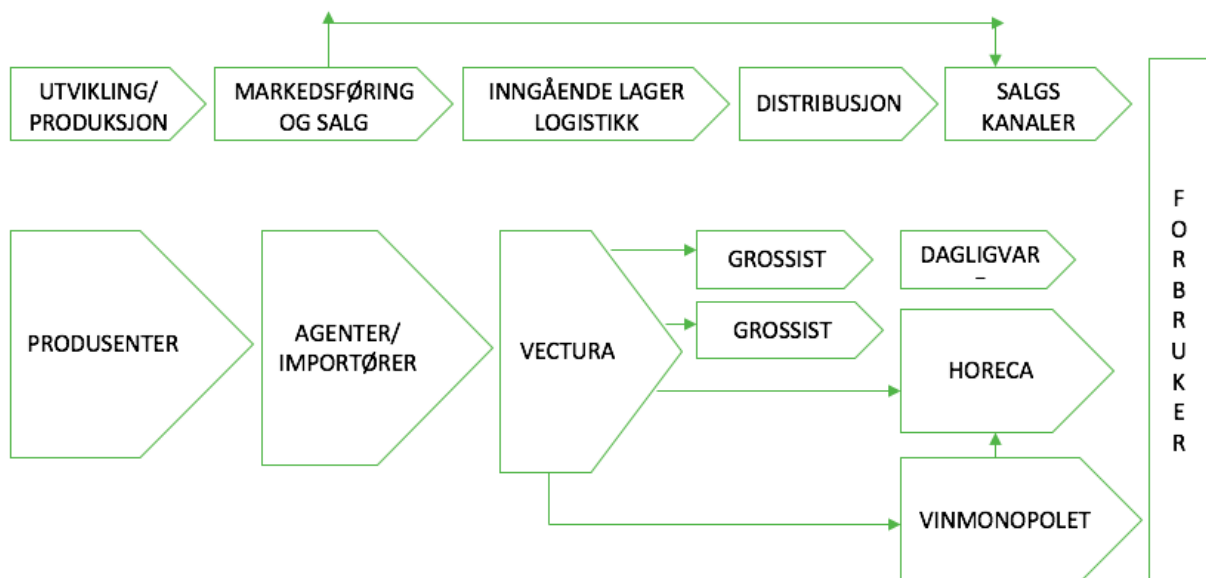 UTVIKLING/
PRODUKSJON
MARKEDSFØRING
OG SALG
INNGÅENDE LAGER
LOGISTIKK
DISTRIBUSJON
SALGS
KANALER
PRODUSENTER
AGENTER/
IMPORTØRER
VECTURA
GROSSIST
DAGLIGVAR
–
GROSSIST
HORECA
VINMONOPOLET
F
O
R
B
R
U
K
E
R